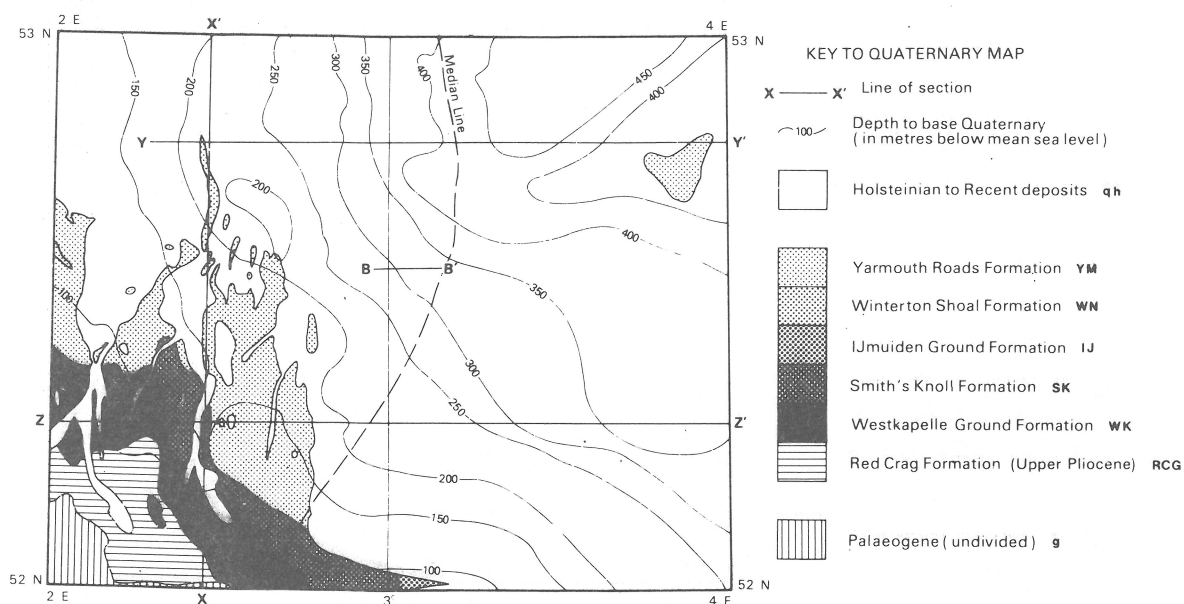 2 E
X'
4 E
53 N
53 N
150
200
250
300
350
400
Median Line
450
400
Y
Y'
200
400
B
B'
100
350
300
250
Z
Z'
200
150
100
52 N
52 N
2 E
X
3°
4 E
KEY TO QUATERNARY MAP
X X' Line of section
100 Depth to base Quaternary
(in metres below mean sea level)
Holsteinian to Recent deposits qh
Yarmouth Roads Formation YM
Winterton Shoal Formation WN
IJmuiden Ground Formation IJ
Smith's Knoll Formation SK
Westkapelle Ground Formation WK
Red Crag Formation (Upper Pliocene) RCG
Palaeogene (undivided) g